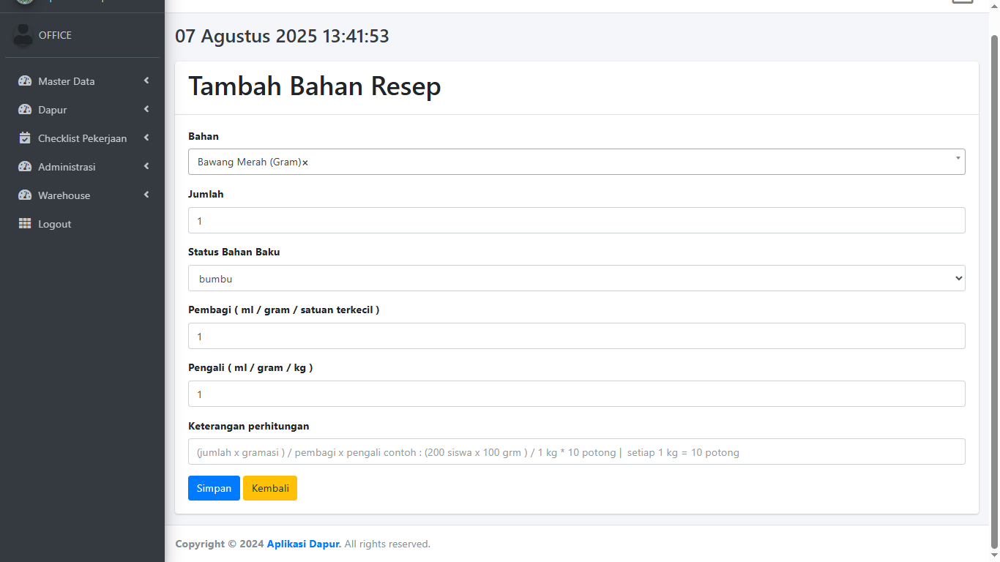 OFFICE
Master Data
Dapur
Checklist Pekerjaan
Administrasi
Warehouse
Logout
07 Agustus 2025 13:41:53
Tambah Bahan Resep
Bahan
Bawang Merah (Gram)×
Jumlah
1
Status Bahan Baku
bumbu
Pembagi ( ml / gram / satuan terkecil )
1
Pengali ( ml / gram / kg )
1
Keterangan perhitungan
(jumlah x gramasi ) / pembagi x pengali contoh : (200 siswa x 100 grm ) / 1 kg * 10 potong | setiap 1 kg = 10 potong
Simpan Kembali
Copyright © 2024 Aplikasi Dapur. All rights reserved.